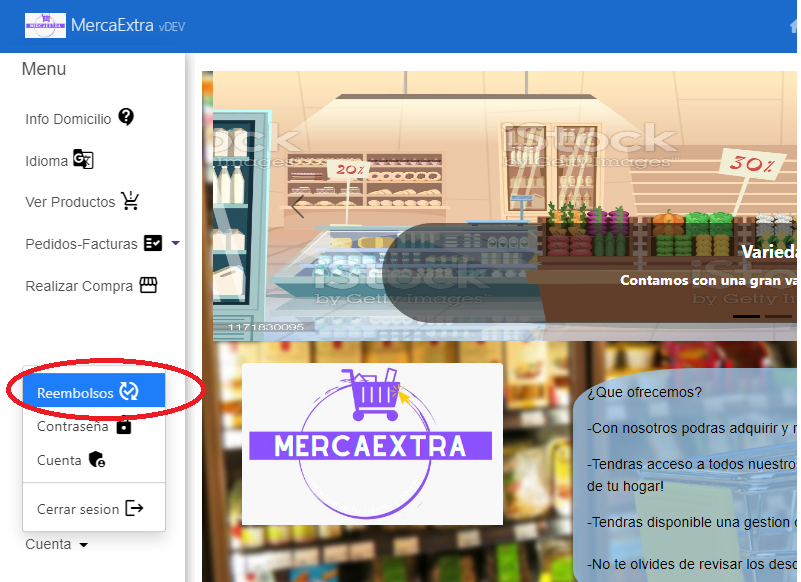 MERCAEXTRA
MercaExtra vDEV
Menu
Info Domicilio
Idioma
Ver Productos
Pedidos-Facturas
Realizar Compra
Reembolsos
Contraseña
Cuenta
Cerrar sesion
Cuenta
iStock
by Getty Images™
20%
30%
Varied
Contamos con una gran va
1171830095
MERCAEXTRA
¿Que ofrecemos?
-Con nosotros podras adquirir y
-Tendras acceso a todos nuestro
de tu hogar!
-Tendras disponible una gestion
-No te olvides de revisar los desc